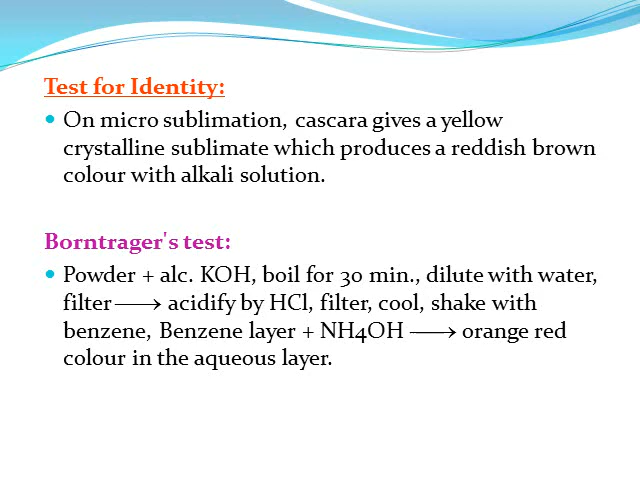 Test for Identity:
• On micro sublimation, cascara gives a yellow
crystalline sublimate which produces a reddish brown
colour with alkali solution.
Borntrager's test:
• Powder + alc. KOH, boil for 30 min., dilute with water,
filter ⟶ acidify by HCl, filter, cool, shake with
benzene, Benzene layer + NH4OH ⟶ orange red
colour in the aqueous layer.